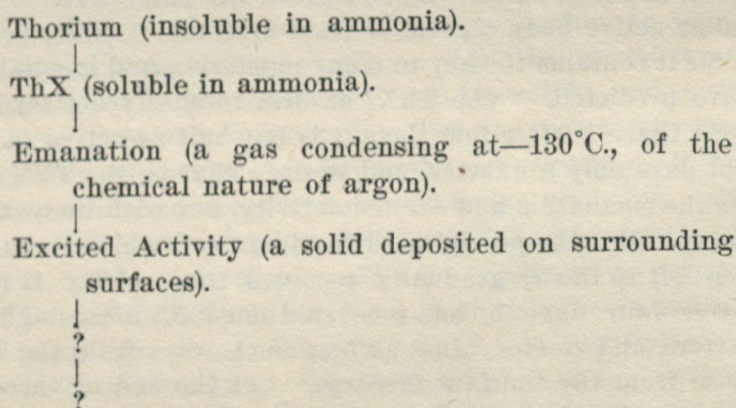 Thorium (insoluble in ammonia).
ThX (soluble in ammonia).
Emanation (a gas condensing at—130°C., of the
chemical nature of argon).
Excited Activity (a solid deposited on surrounding
surfaces).
?
?